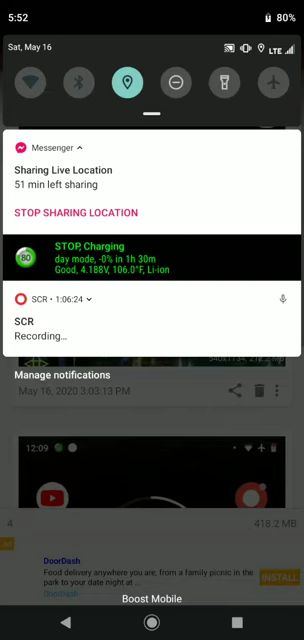 5:52
80%
Sat, May 16
LTE
Messenger
Sharing Live Location
51 min left sharing
STOP SHARING LOCATION
80
STOP, Charging
day mode, -0% in 1h 30m
Good, 4.188V, 106.0°F, Li-ion
SCR • 1:06:24
SCR
Recording...
Manage notifications
May 16, 2020 3:03:13 PM
12:09
4
418.2 MB
DoorDash
Food delivery anywhere you are, from a family picnic in the
park to your date night at ...
DoorDash
INSTALL
Boost Mobile